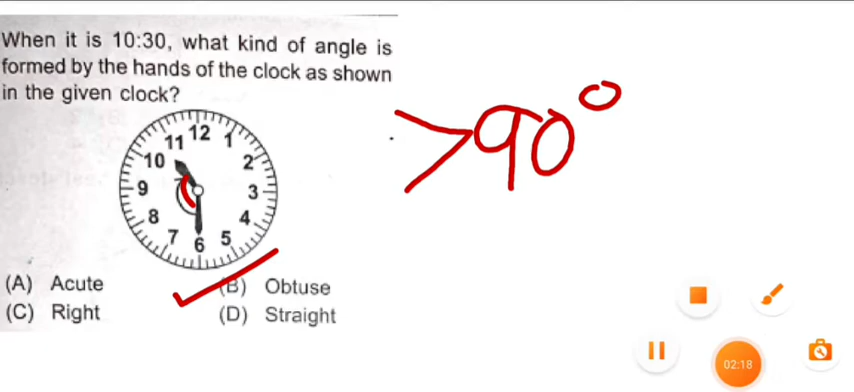 When it is 10:30, what kind of angle is
formed by the hands of the clock as shown
in the given clock?
>90°
12
11
1
10
2
9
3
8
4
7
6
5
(A) Acute
(B) Obtuse
(C) Right
(D) Straight
02:18